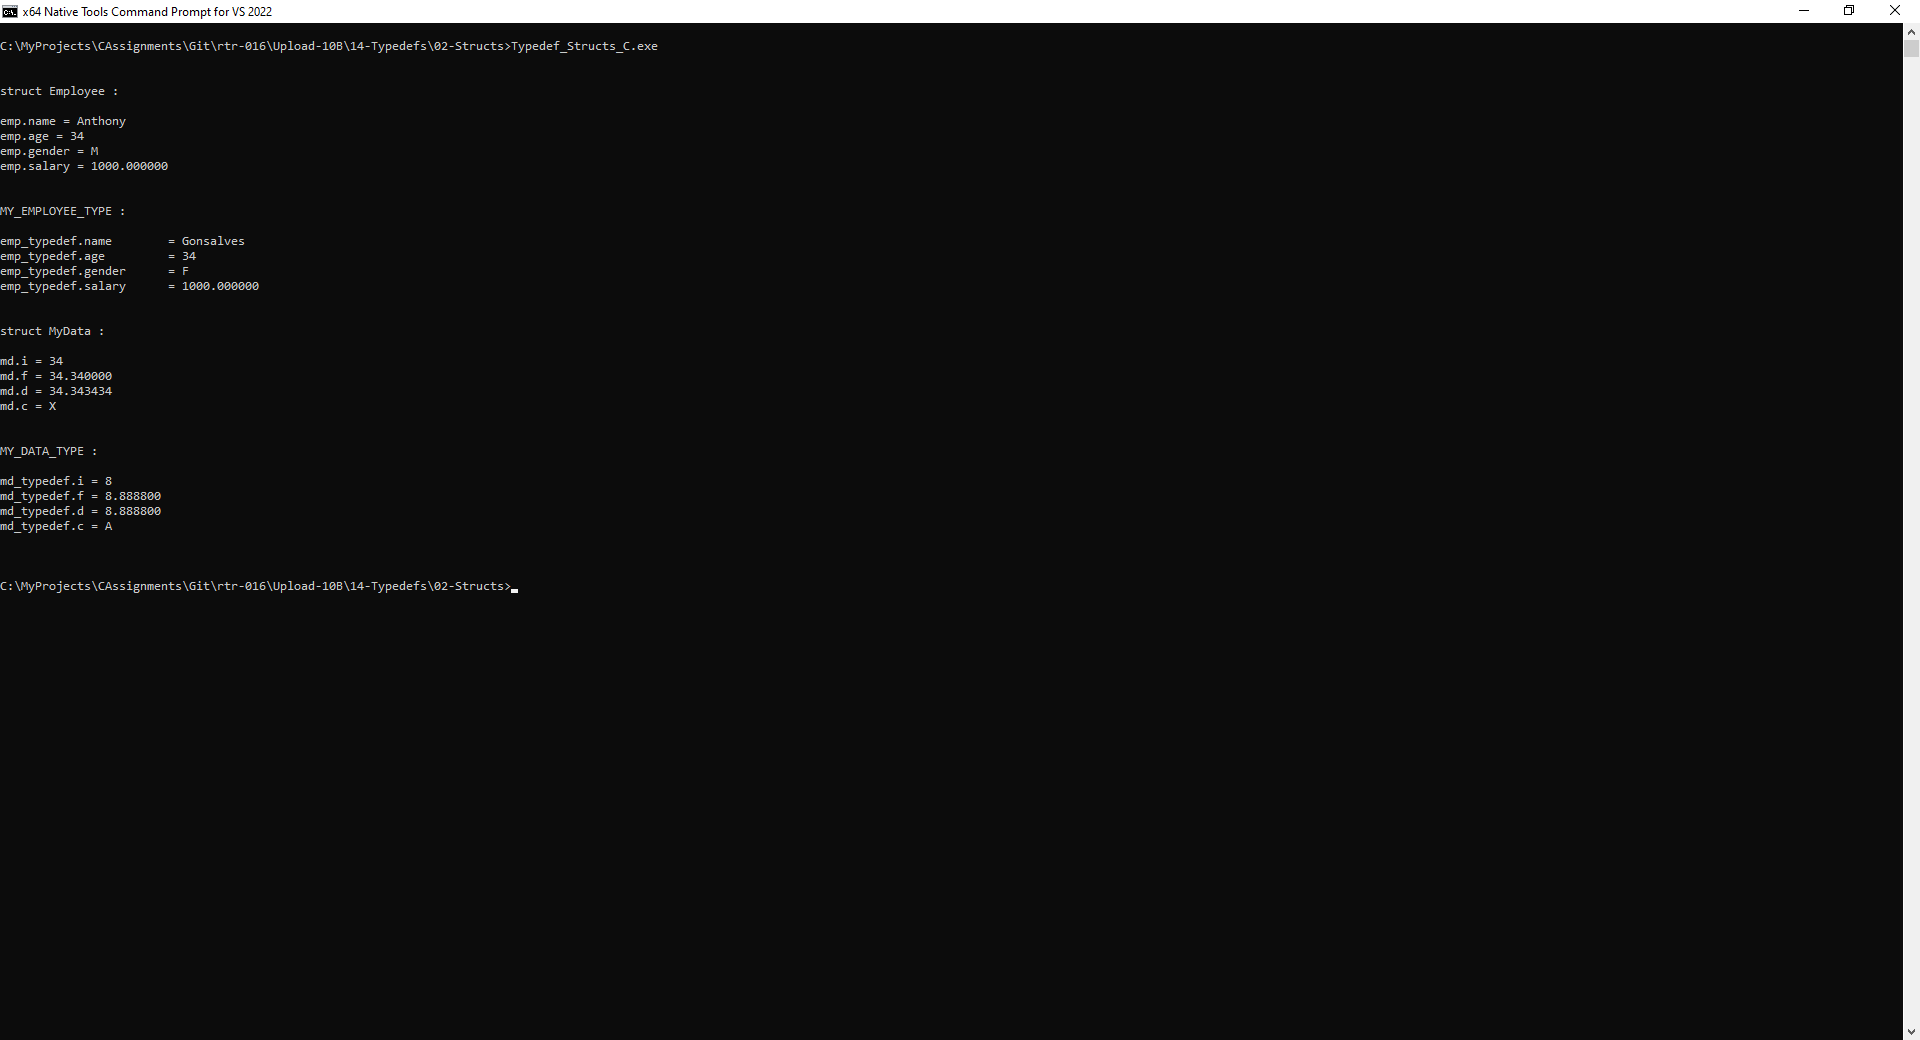 x64 Native Tools Command Prompt for VS 2022
C:\MyProjects\CAssignments\Git\rtr-016\Upload-10B\14-Typedefs\02-Structs>Typedef_Structs_C.exe
struct Employee :
emp.name = Anthony
emp.age = 34
emp.gender = M
emp.salary = 1000.000000
MY_EMPLOYEE_TYPE :
emp_typedef.name        = Gonsalves
emp_typedef.age         = 34
emp_typedef.gender      = F
emp_typedef.salary      = 1000.000000
struct MyData :
md.i = 34
md.f = 34.340000
md.d = 34.343434
md.c = X
MY_DATA_TYPE :
md_typedef.i = 8
md_typedef.f = 8.888800
md_typedef.d = 8.888800
md_typedef.c = A
C:\MyProjects\CAssignments\Git\rtr-016\Upload-10B\14-Typedefs\02-Structs>